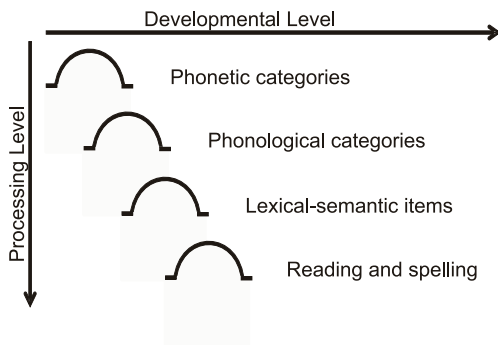 Developmental Level
Processing Level
Phonetic categories
Phonological categories
Lexical-semantic items
Reading and spelling